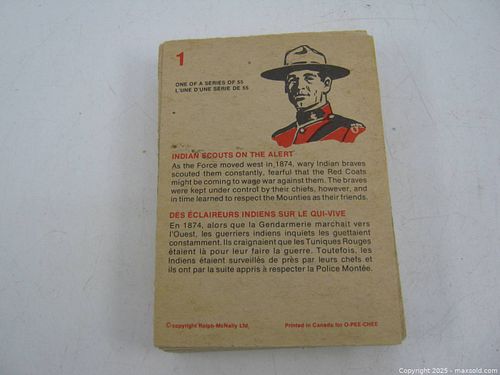 1
ONE OF A SERIES OF 55
L'UNE D'UNE SÉRIE DE 55
INDIAN SCOUTS ON THE ALERT
As the Force moved west in 1874, wary Indian braves
scouted them constantly, fearful that the Red Coats
might be coming to wage war against them. The braves
were kept under control by their chiefs, however, and
in time learned to respect the Mounties as their friends.
DES ÉCLAIREURS INDIENS SUR LE QUI-VIVE
En 1874, alors que la Gendarmerie marchait vers
l'Ouest, les guerriers indiens inquiets les guettaient
constamment. Ils craignaient que les Tuniques Rouges
étaient là pour leur faire la guerre. Toutefois, les
Indiens étaient surveillés de près par leurs chefs et
ils ont par la suite appris à respecter la Police Montée.
© copyright Ralph-McNally Ltd.
Printed in Canada for O-PEE-CHEE
Copyright 2025 - maxsold.com